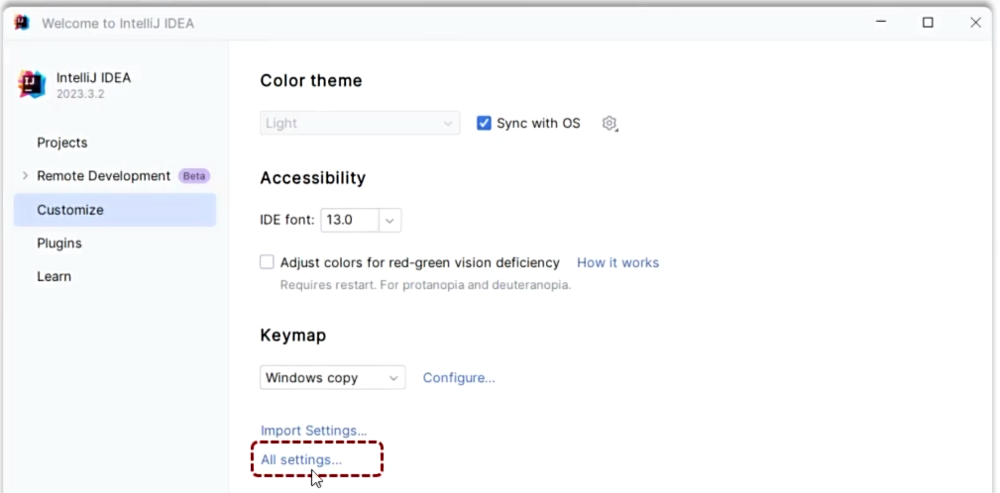 Welcome to IntelliJ IDEA
IntelliJ IDEA
2023.3.2
Projects
Remote Development Beta
Customize
Plugins
Learn
Color theme
Light
Sync with OS
Accessibility
IDE font: 13.0
Adjust colors for red-green vision deficiency How it works
Requires restart. For protanopia and deuteranopia.
Keymap
Windows copy Configure...
Import Settings...
All settings...